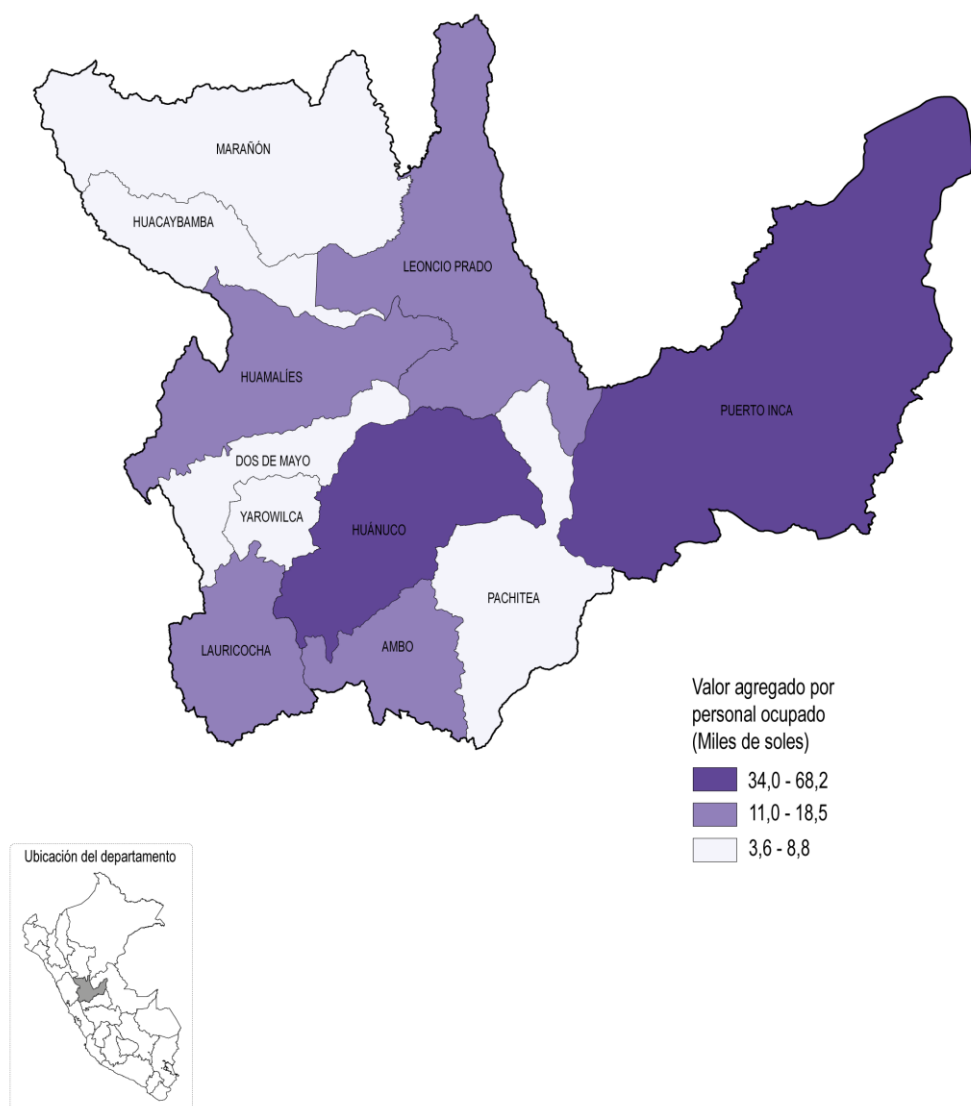 MARAÑÓN
HUACAYBAMBA
LEONCIO PRADO
HUAMALÍES
PUERTO INCA
DOS DE MAYO
YAROWILCA
HUÁNUCO
PACHITEA
LAURICOCHA
AMBO
Valor agregado por
personal ocupado
(Miles de soles)
34,0 - 68,2
11,0 - 18,5
3,6 - 8,8
Ubicación del departamento